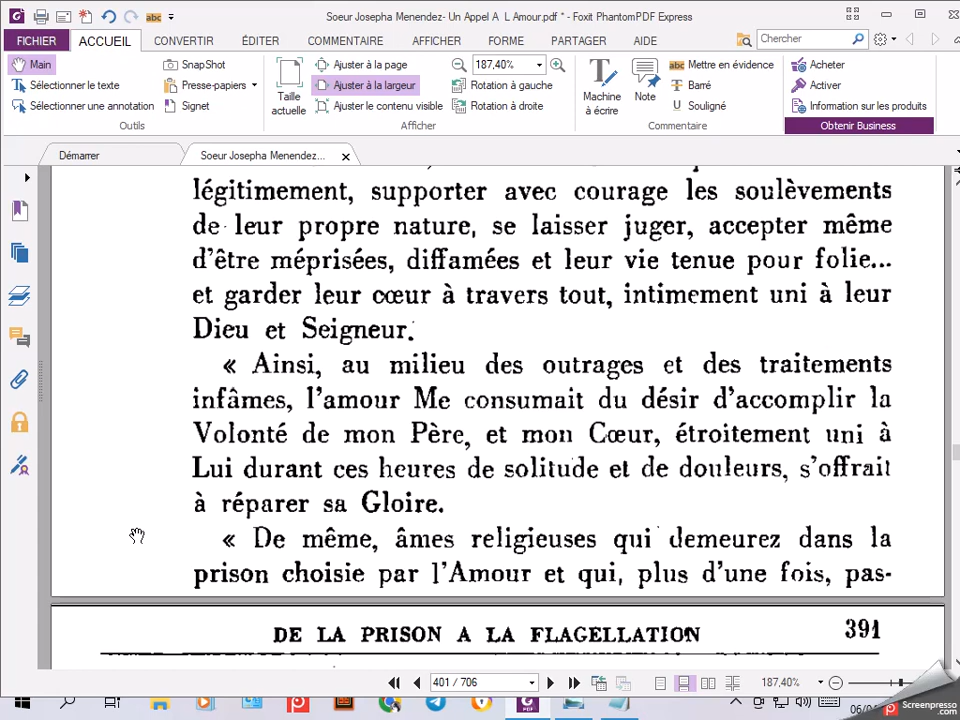 Soeur Josepha Menendez- Un Appel A L Amour.pdf * - Foxit PhantomPDF Express
FICHIER ACCUEIL CONVERTIR ÉDITER COMMENTAIRE AFFICHER FORME PARTAGER AIDE Chercher
Main SnapShot Ajuster à la page 187,40% abc Mettre en évidence Acheter
Sélectionner le texte Presse-papiers Ajuster à la largeur Rotation à gauche Barré Activer
Sélectionner une annotation Signet Taille actuelle Ajuster le contenu visible Rotation à droite Machine à écrire Note Souligné Information sur les produits
Outils Afficher Commentaire Obtenir Business
Démarrer Soeur Josepha Menendez...
légitimement, supporter avec courage les soulèvements
de leur propre nature, se laisser juger, accepter même
d'être méprisées, diffamées et leur vie tenue pour folie...
et garder leur cœur à travers tout, intimement uni à leur
Dieu et Seigneur.
« Ainsi, au milieu des outrages et des traitements
infâmes, l'amour Me consumait du désir d'accomplir la
Volonté de mon Père, et mon Cœur, étroitement uni à
Lui durant ces heures de solitude et de douleurs, s'offrait
à réparer sa Gloire.
« De même, âmes religieuses qui demeurez dans la
prison choisie par l'Amour et qui, plus d'une fois, pas-
DE LA PRISON A LA FLAGELLATION 391
401 / 706 187,40%
Screenpresso
.com